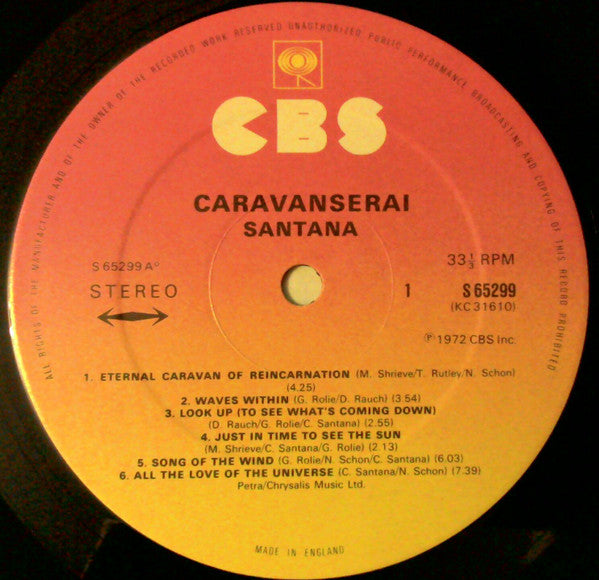 ALL RIGHTS OF THE MANUFACTURER AND OF THE OWNER OF THE RECORDED WORK RESERVED UNAUTHORIZED PUBLIC PERFORMANCE BROADCASTING AND COPYING OF THIS RECORD PROHIBITED
CBS
CARAVANSERAI
SANTANA
S 65299 A°
STEREO
33⅓ RPM
1 S 65299
(KC 31610)
℗ 1972 CBS Inc.
1. ETERNAL CARAVAN OF REINCARNATION (M. Shrieve/T. Rutley/N. Schon)
(4.25)
2. WAVES WITHIN (G. Rolie/D. Rauch) (3:54)
3. LOOK UP (TO SEE WHAT'S COMING DOWN)
(D. Rauch/G. Rolie/C. Santana) (2.55)
4. JUST IN TIME TO SEE THE SUN
(M. Shrieve/C. Santana/G. Rolie) (2.13)
5. SONG OF THE WIND (G. Rolie/N. Schon/C. Santana) (6.03)
6. ALL THE LOVE OF THE UNIVERSE (C. Santana/N. Schon) (7.39)
Petra/Chrysalis Music Ltd.
MADE IN ENGLAND